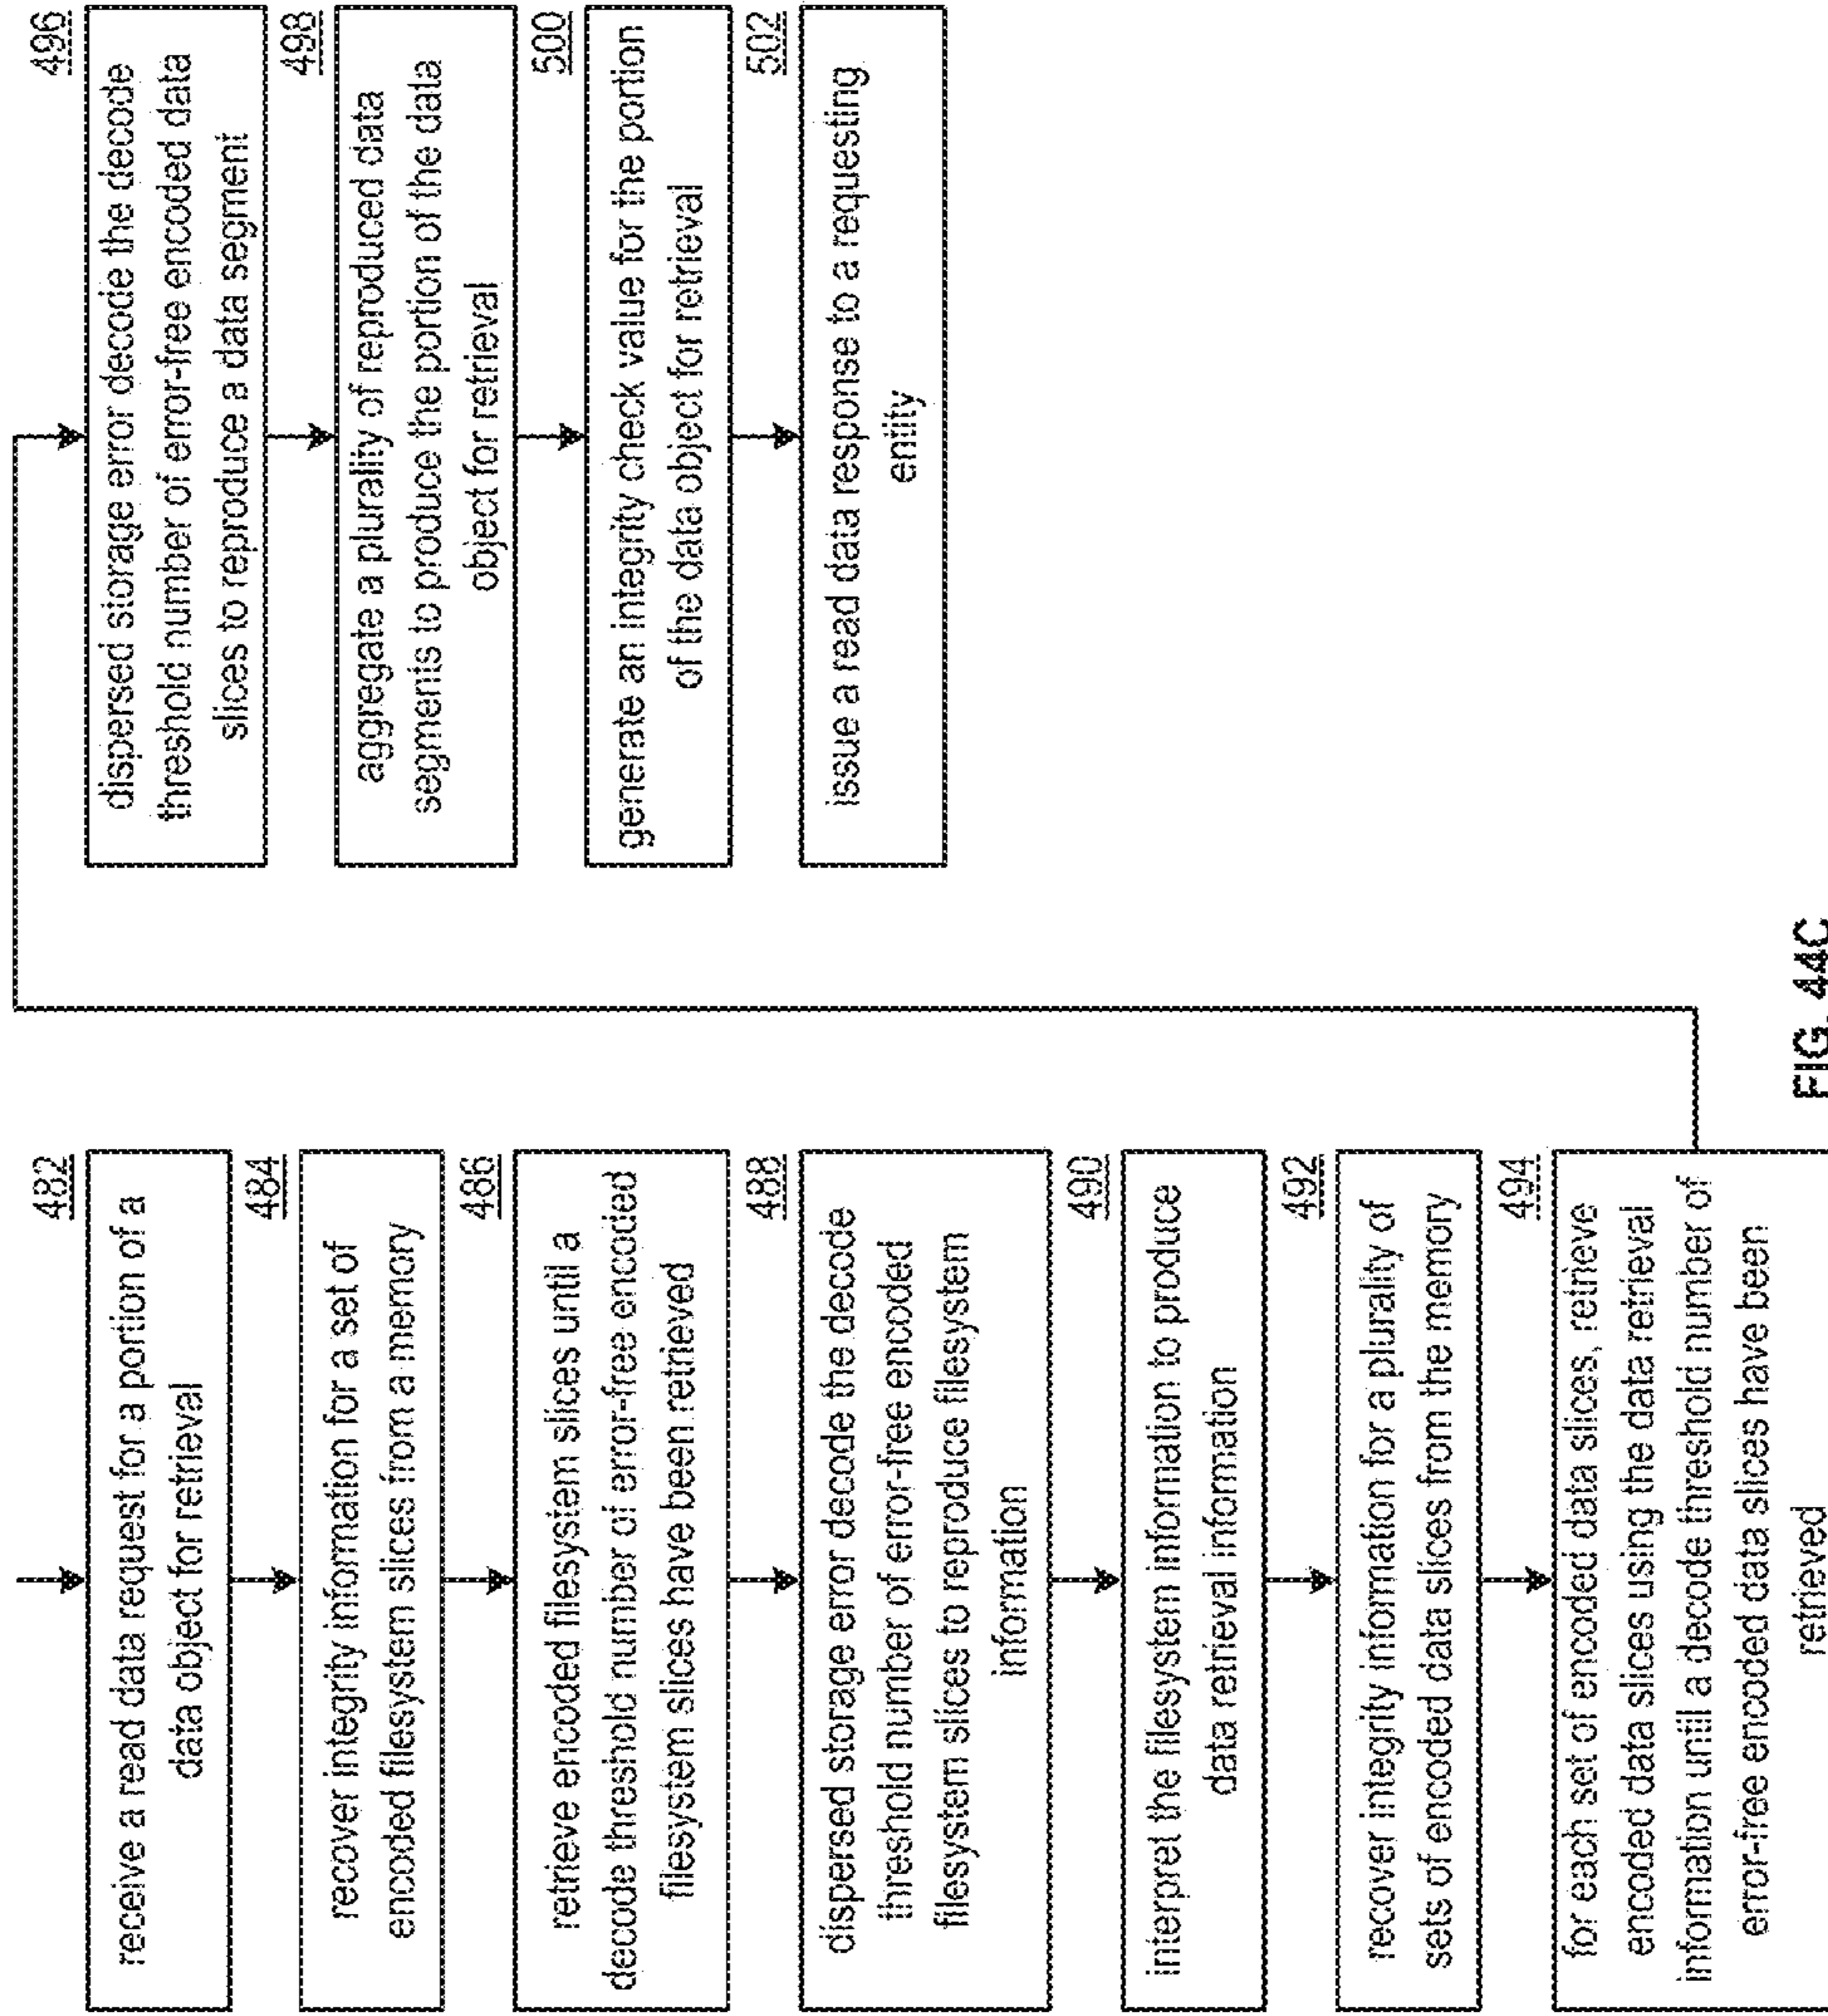 482
receive a read data request for a portion of a
data object for retrieval
484
recover integrity information for a set of
encoded filesystem slices from a memory
486
retrieve encoded filesystem slices until a
decode threshold number of error-free encoded
filesystem slices have been retrieved
488
dispersed storage error decode the decode
threshold number of error-free encoded
filesystem slices to reproduce filesystem
information
490
interpret the filesystem information to produce
data retrieval information
492
recover integrity information for a plurality of
sets of encoded data slices from the memory
494
for each set of encoded data slices, retrieve
encoded data slices using the data retrieval
information until a decode threshold number of
error-free encoded data slices have been
retrieved
496
dispersed storage error decode the decode
threshold number of error-free encoded data
slices to reproduce a data segment
498
aggregate a plurality of reproduced data
segments to produce the portion of the data
object for retrieval
500
generate an integrity check value for the portion
of the data object for retrieval
502
issue a read data response to a requesting
entity
FIG. 44C